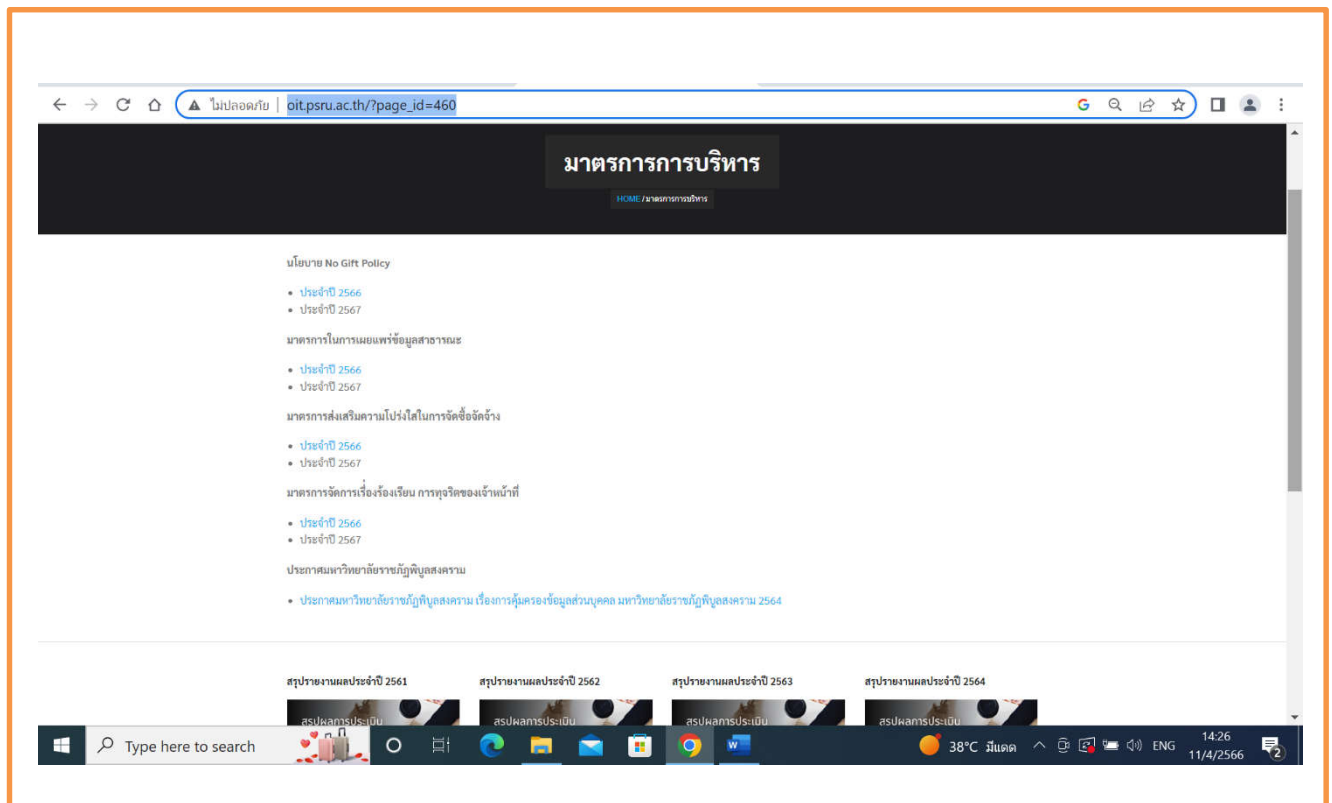 ไม่ปลอดภัย | oit.psru.ac.th/?page_id=460
มาตรการการบริหาร
HOME / มาตรการการบริหาร
นโยบาย No Gift Policy
• ประจำปี 2566
• ประจำปี 2567
มาตรการในการเผยแพร่ข้อมูลสาธารณะ
• ประจำปี 2566
• ประจำปี 2567
มาตรการส่งเสริมความโปร่งใสในการจัดซื้อจัดจ้าง
• ประจำปี 2566
• ประจำปี 2567
มาตรการจัดการเรื่องร้องเรียน การทุจริตของเจ้าหน้าที่
• ประจำปี 2566
• ประจำปี 2567
ประกาศมหาวิทยาลัยราชภัฏพิบูลสงคราม
• ประกาศมหาวิทยาลัยราชภัฏพิบูลสงคราม เรื่องการคุ้มครองข้อมูลส่วนบุคคล มหาวิทยาลัยราชภัฏพิบูลสงคราม 2564
สรุปรายงานผลประจำปี 2561 สรุปรายงานผลประจำปี 2562 สรุปรายงานผลประจำปี 2563 สรุปรายงานผลประจำปี 2564
สรุปผลการประเมิน สรุปผลการประเมิน สรุปผลการประเมิน สรุปผลการประเมิน
Type here to search 38°C มีแดด ENG 14:26
11/4/2566 2